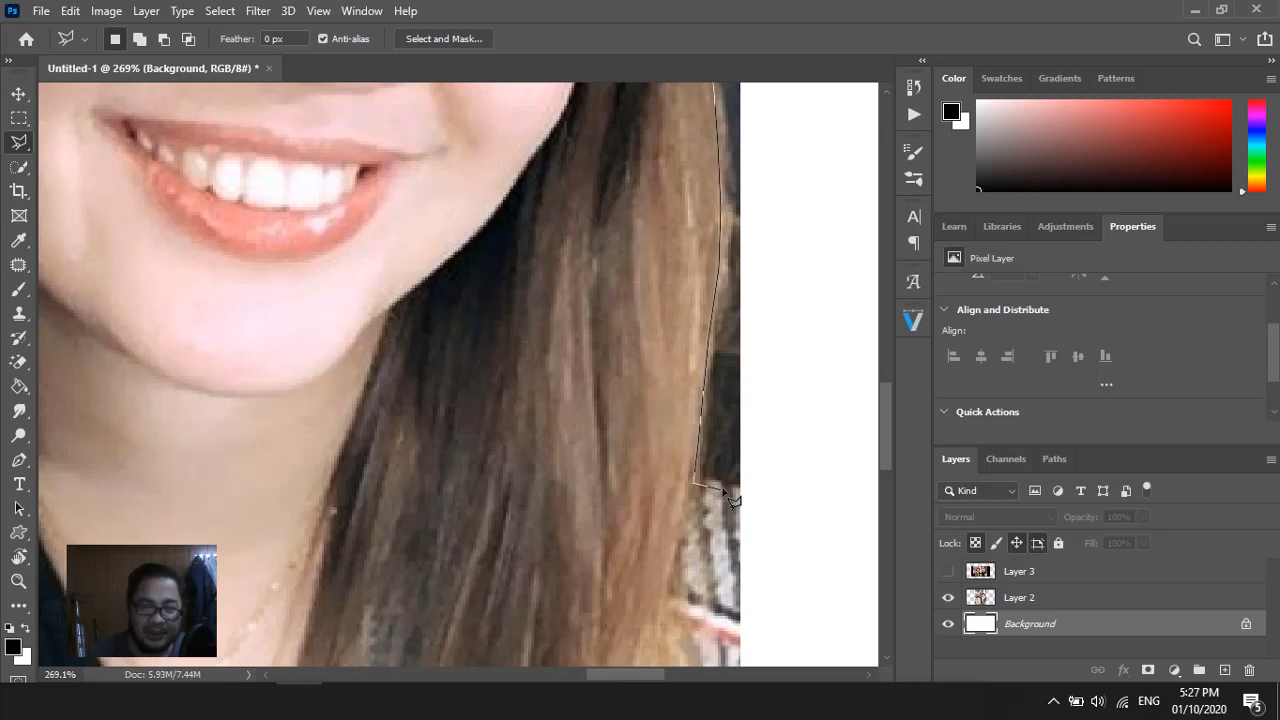 Ps File Edit Image Layer Type Select Filter 3D View Window Help
Feather: 0 px Anti-alias Select and Mask...
Untitled-1 @ 269% (Background, RGB/8#) *
Color Swatches Gradients Patterns
Learn Libraries Adjustments Properties
Pixel Layer
Align and Distribute
Align:
Quick Actions
Layers Channels Paths
Kind
Normal Opacity: 100%
Lock: Fill: 100%
Layer 3
Layer 2
Background
269.1% Doc: 5.93M/7.44M
ENG
5:27 PM
01/10/2020
5